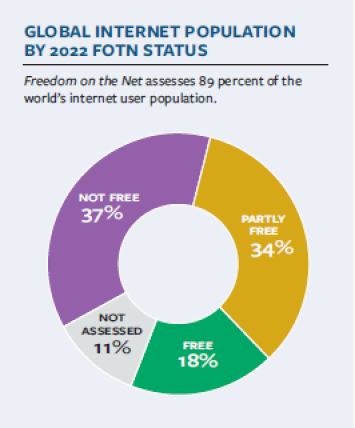 GLOBAL INTERNET POPULATION
BY 2022 FOTN STATUS
Freedom on the Net assesses 89 percent of the
world's internet user population.
NOT FREE
37%
PARTLY
FREE
34%
NOT
ASSESSED
11%
FREE
18%